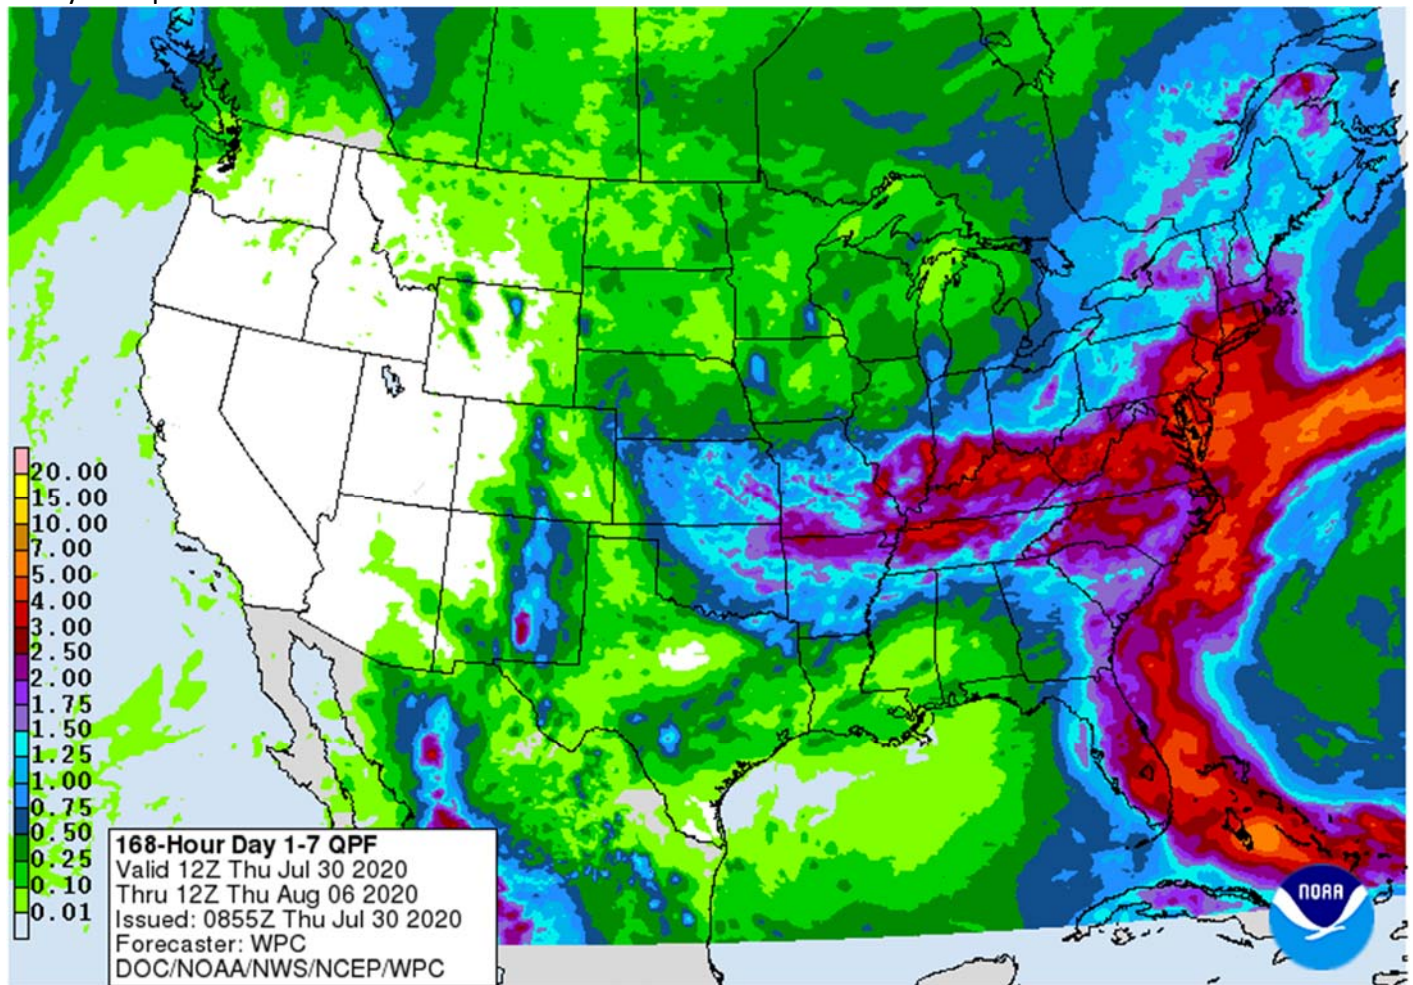 20.00
15.00
10.00
7.00
5.00
4.00
3.00
2.50
2.00
1.75
1.50
1.25
1.00
0.75
0.50
0.25
0.10
0.01
168-Hour Day 1-7 QPF
Valid 12Z Thu Jul 30 2020
Thru 12Z Thu Aug 06 2020
Issued: 0855Z Thu Jul 30 2020
Forecaster: WPC
DOC/NOAA/NWS/NCEP/WPC
NOAA